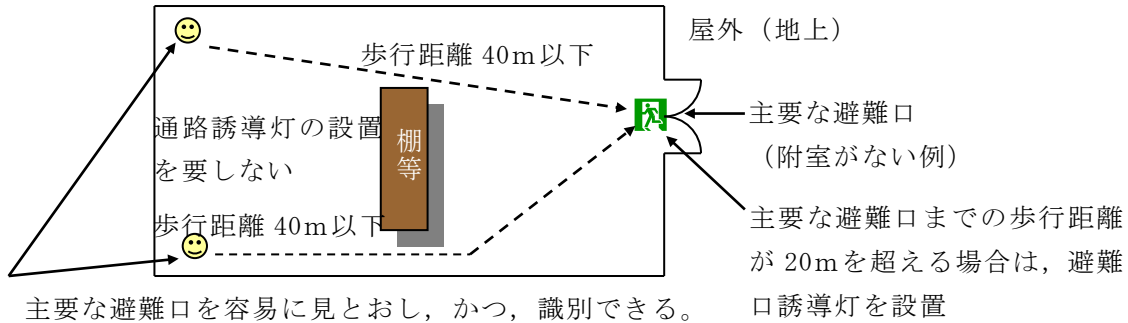 屋外（地上）
歩行距離 40ｍ以下
通路誘導灯の設置
を要しない
棚等
主要な避難口
（附室がない例）
歩行距離 40ｍ以下
主要な避難口までの歩行距離
が 20ｍを超える場合は，避難
口誘導灯を設置
主要な避難口を容易に見とおし，かつ，識別できる。